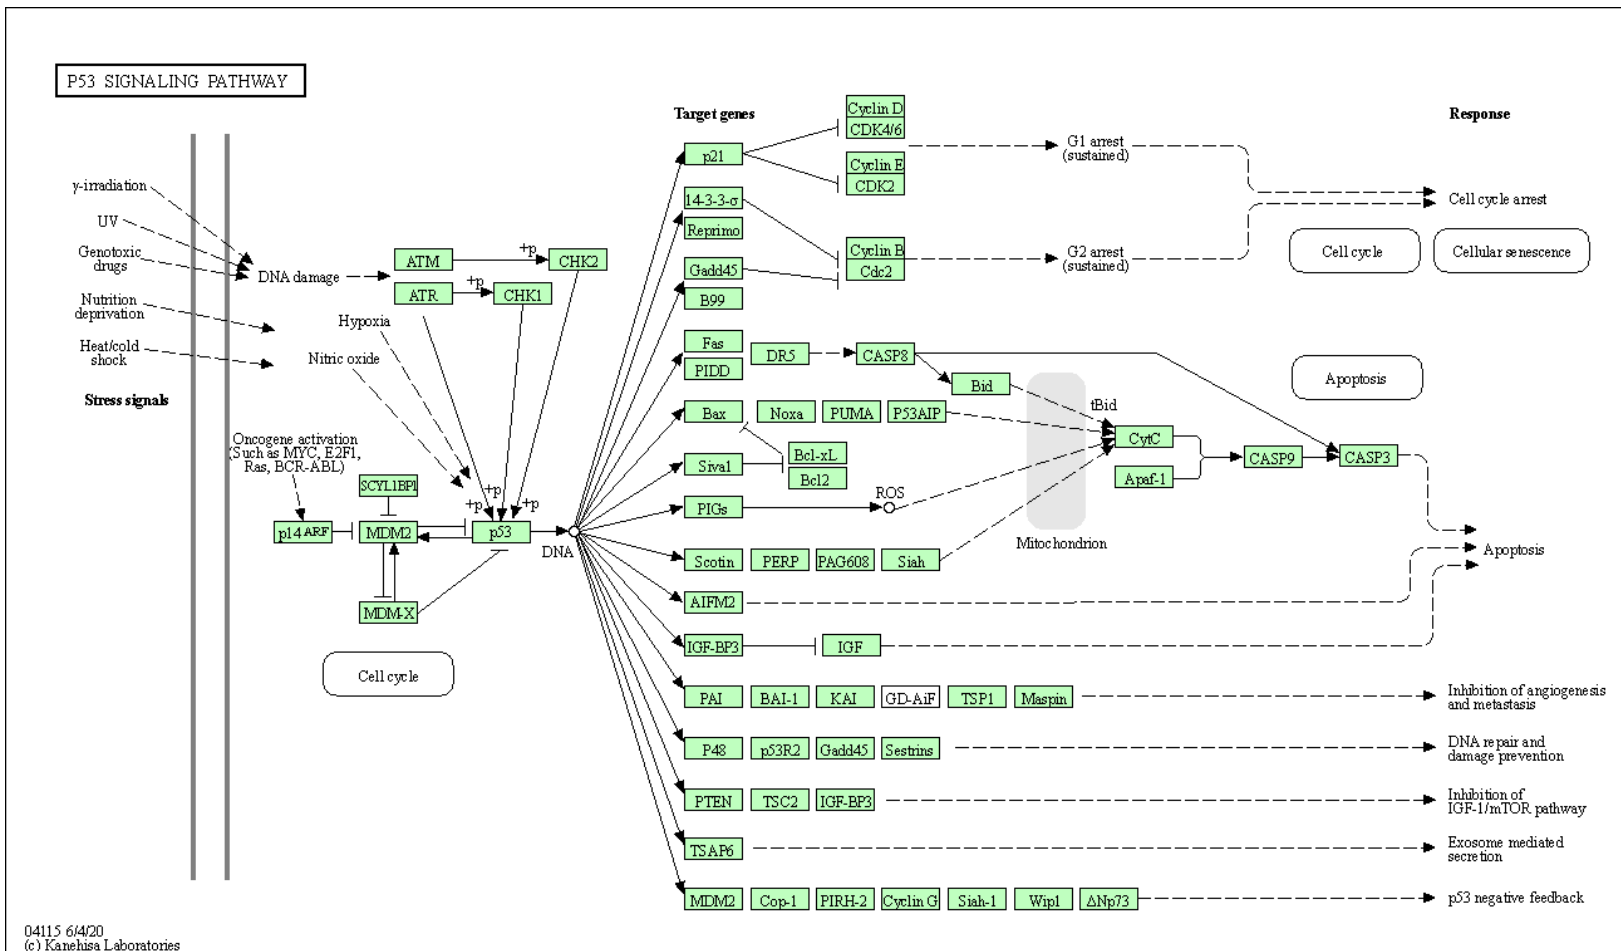 P53 SIGNALING PATHWAY
Target genes
Response
γ-irradiation
UV
Genotoxic
drugs
Nutrition
deprivation
Heat/cold
shock
Stress signals
DNA damage
ATM
+p
CHK2
ATR
+p
CHK1
Hypoxia
Nitric oxide
Oncogene activation
(Such as MYC, E2F1,
Ras, BCR-ABL)
SCYL1BP1
+p
+p
+p
p14 ARF
MDM2
p53
DNA
MDM-X
Cell cycle
p21
Cyclin D
CDK4/6
Cyclin E
CDK2
G1 arrest
(sustained)
14-3-3-σ
Reprimo
Gadd45
B99
Cyclin B
Cdc2
G2 arrest
(sustained)
Cell cycle arrest
Cell cycle
Cellular senescence
Fas
PIDD
DR5
CASP8
Bid
tBid
Apoptosis
Bax
Noxa
PUMA
P53AIP
CytC
Siva1
Bcl-xL
Bcl2
Apaf-1
CASP9
CASP3
PIGs
ROS
Mitochondrion
Scotin
PERP
PAG608
Siah
Apoptosis
AIFM2
IGF-BP3
IGF
PAI
BAI-1
KAI
GD-AiF
TSP1
Maspin
Inhibition of angiogenesis
and metastasis
P48
p53R2
Gadd45
Sestrins
DNA repair and
damage prevention
PTEN
TSC2
IGF-BP3
Inhibition of
IGF-1/mTOR pathway
TSAP6
Exosome mediated
secretion
MDM2
Cop-1
PIRH-2
Cyclin G
Siah-1
Wip1
ΔNp73
p53 negative feedback
04115 6/4/20
(c) Kanehisa Laboratories